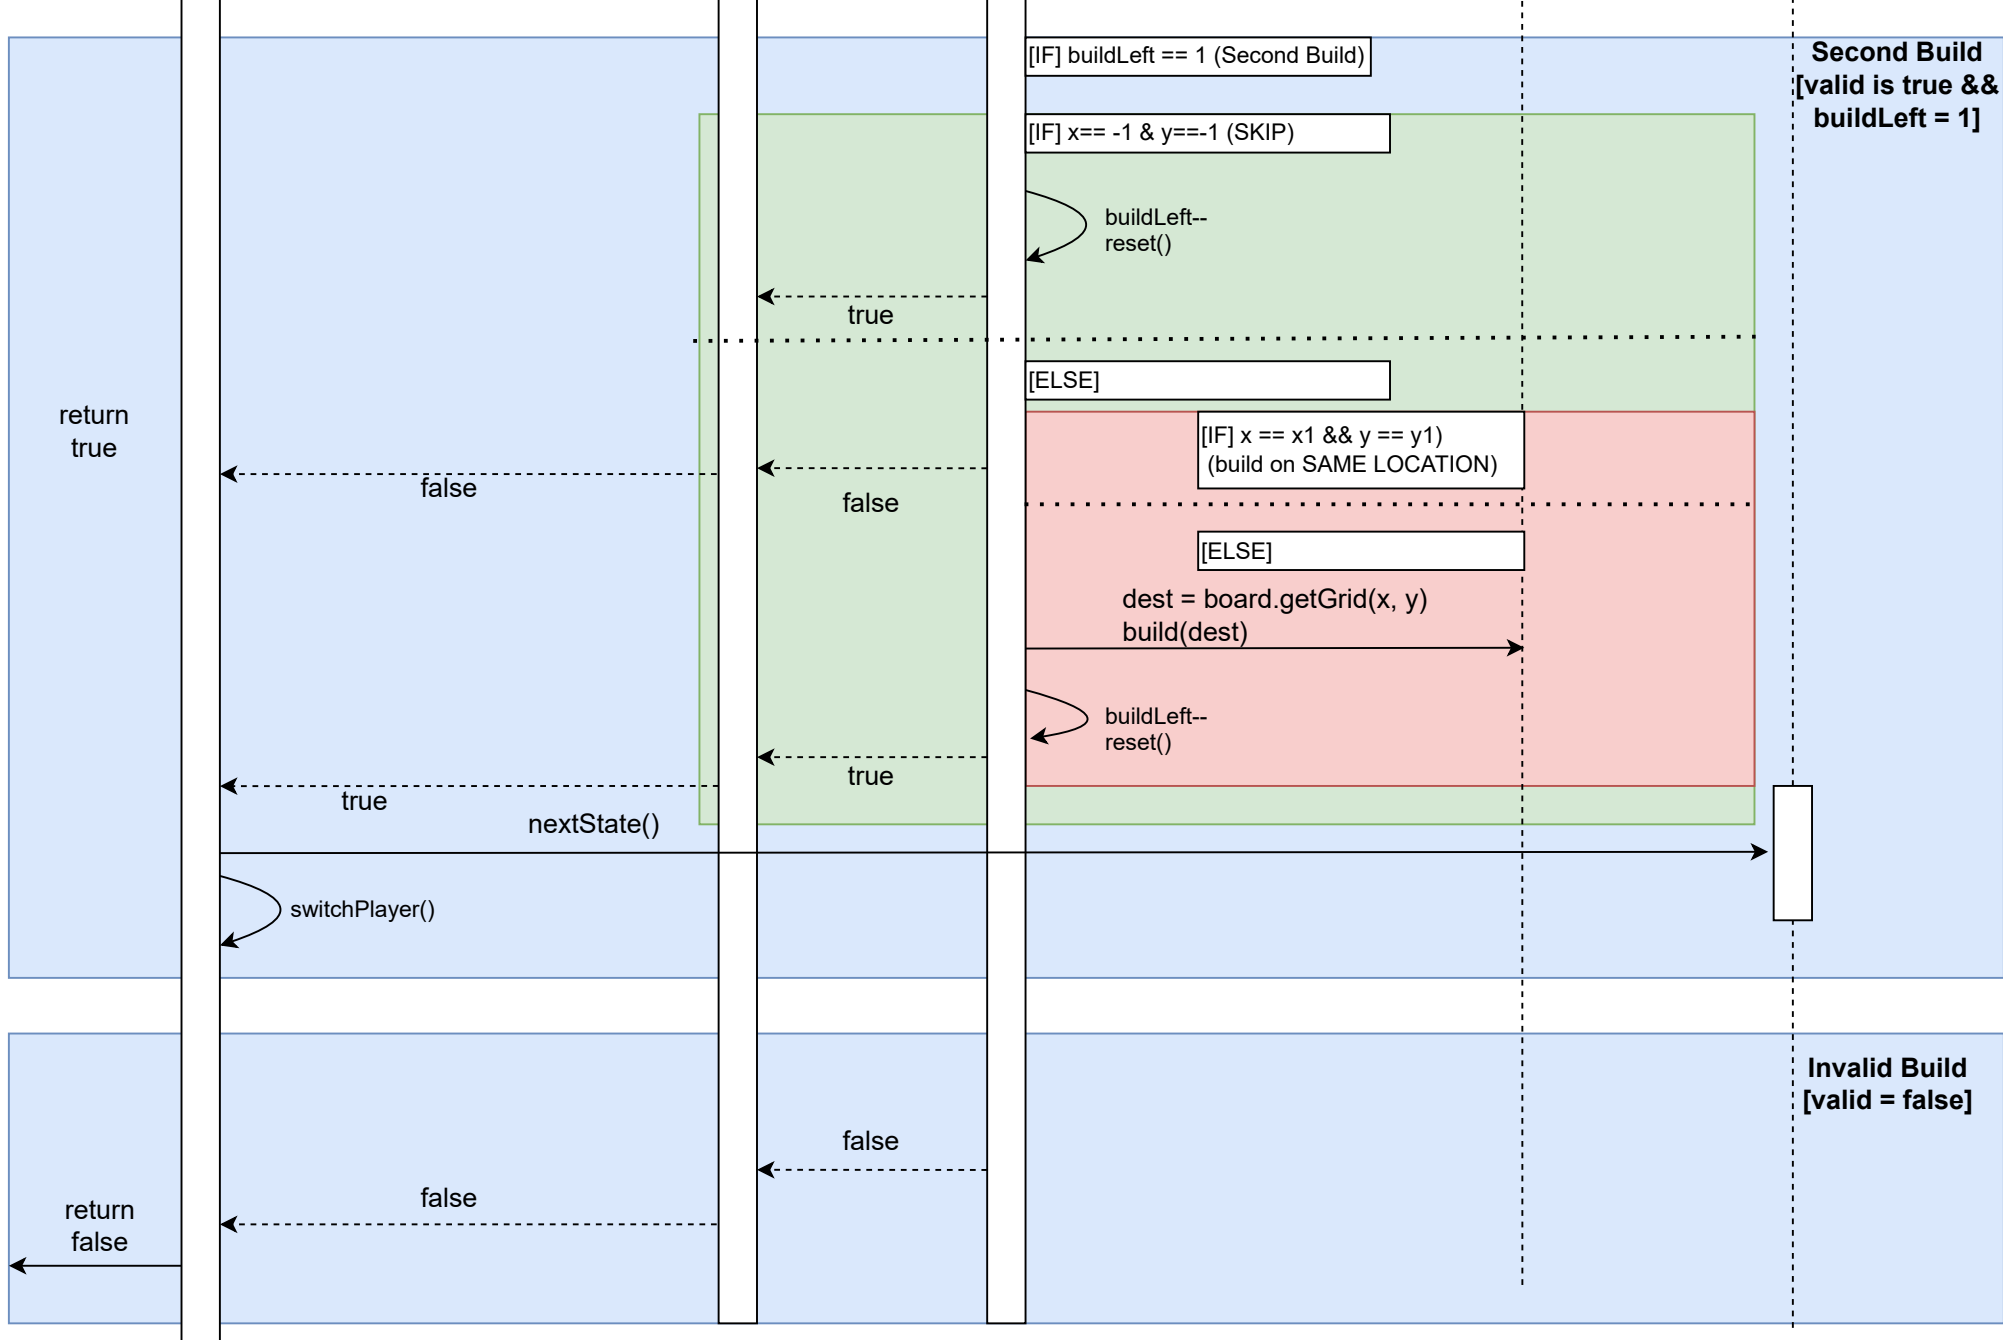 [IF] buildLeft == 1 (Second Build)
Second Build
[valid is true &&
buildLeft = 1]
[IF] x== -1 & y==-1 (SKIP)
buildLeft--
reset()
true
[ELSE]
return
true
[IF] x == x1 && y == y1)
(build on SAME LOCATION)
false
false
[ELSE]
dest = board.getGrid(x, y)
build(dest)
buildLeft--
reset()
true
true
nextState()
switchPlayer()
Invalid Build
[valid = false]
false
false
return
false